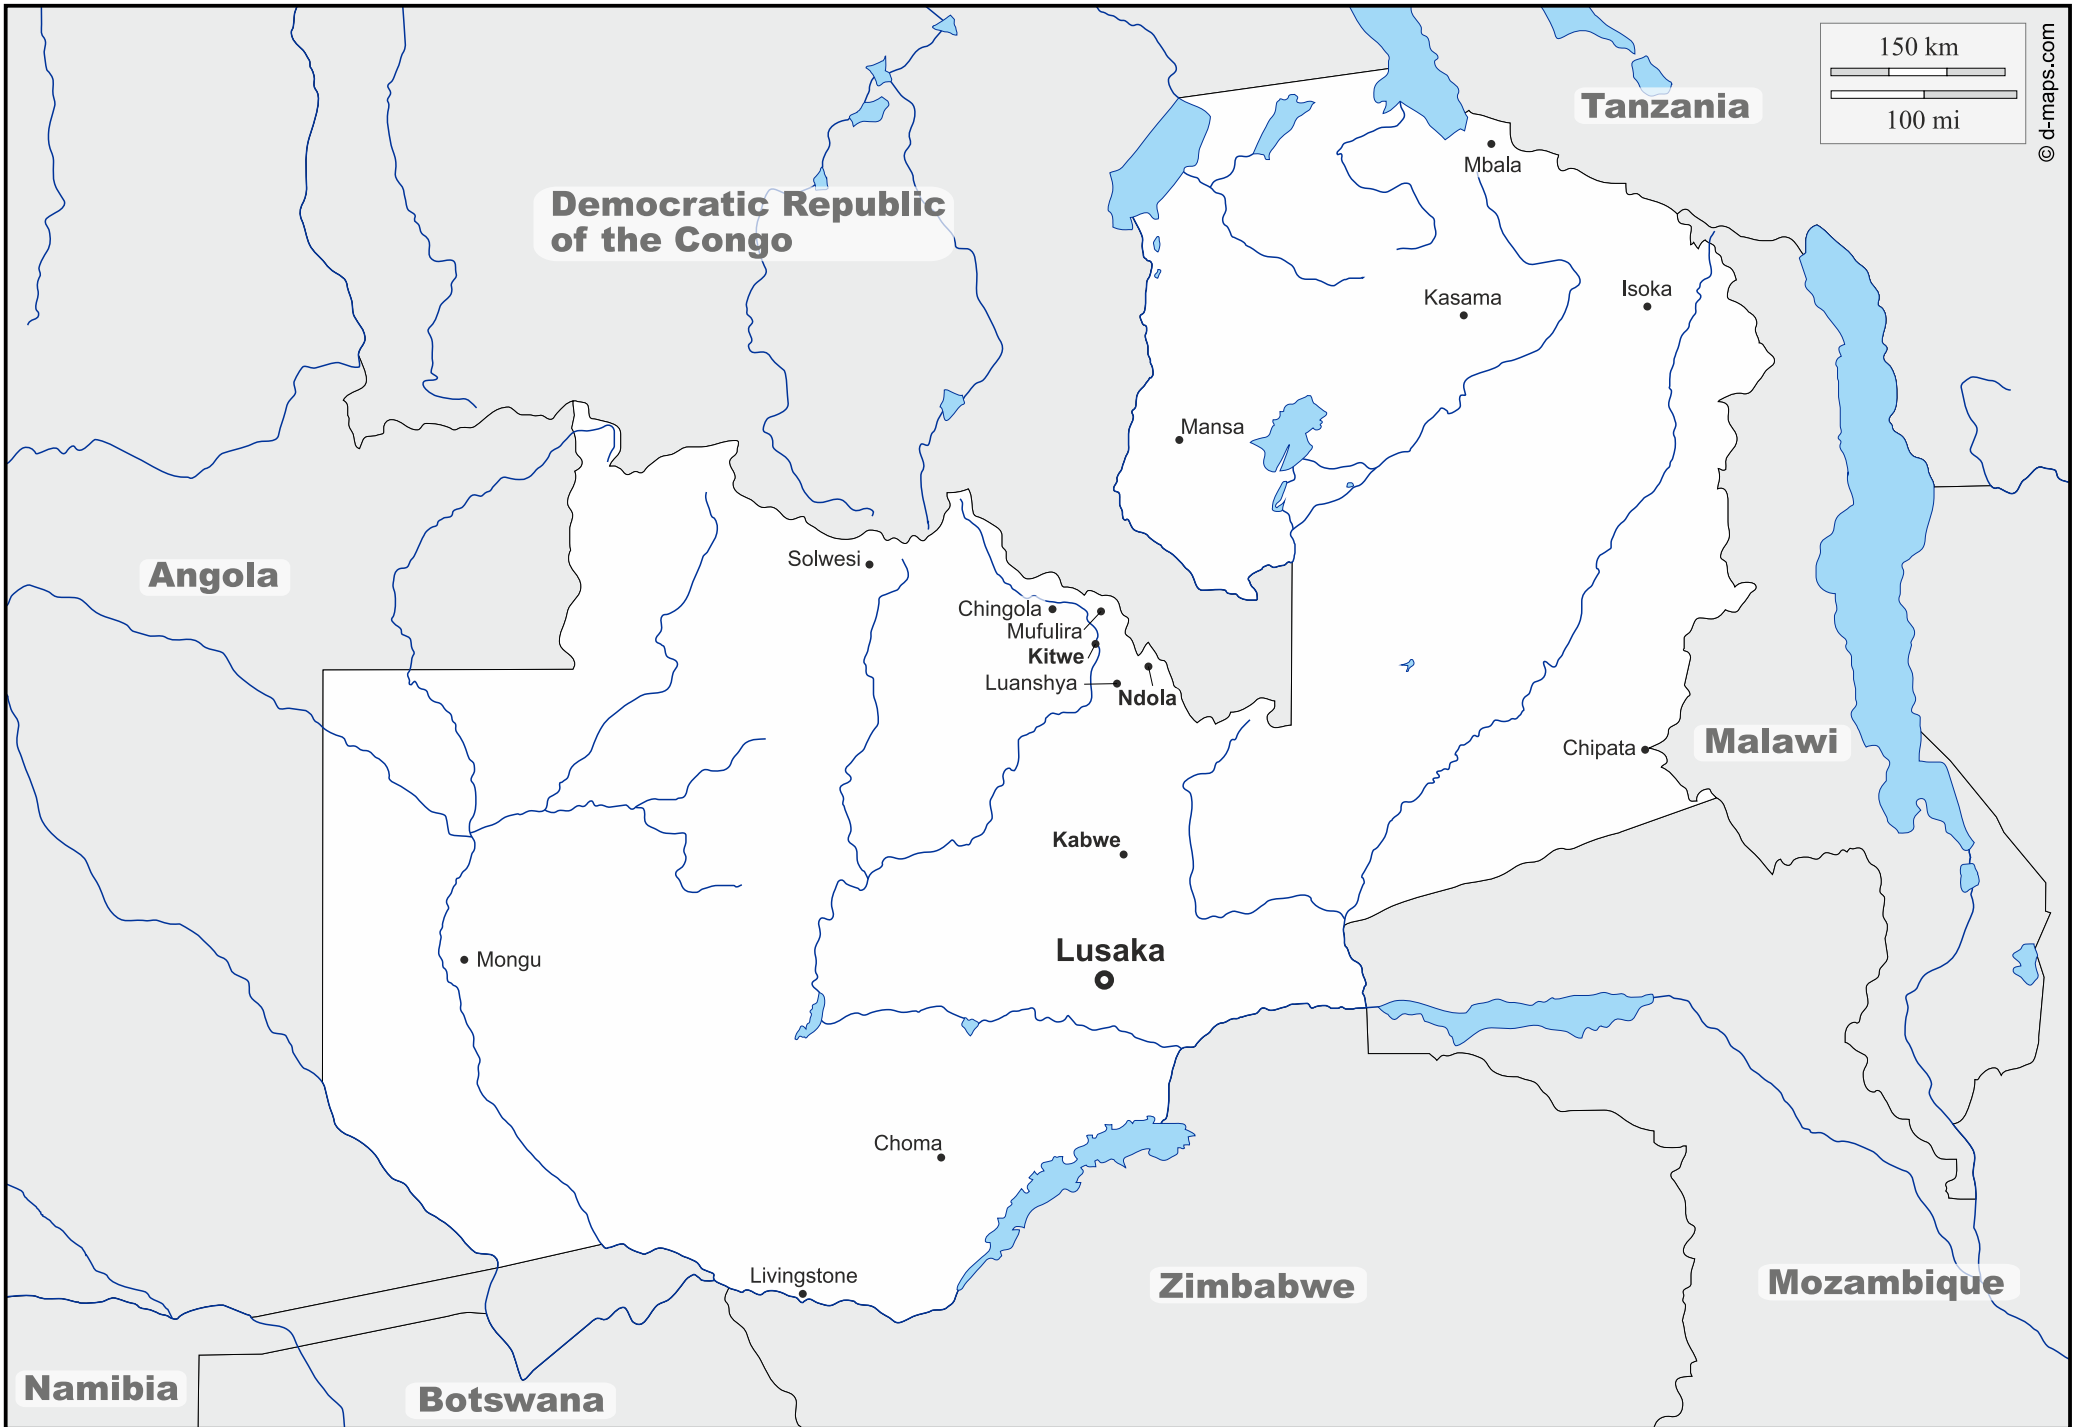 150 km
100 mi
© d-maps.com
Tanzania
Mbala
Democratic Republic
of the Congo
Isoka
Kasama
Mansa
Solwesi
Angola
Chingola
Mufulira
Kitwe
Luanshya
Ndola
Chipata
Malawi
Kabwe
Lusaka
Mongu
Choma
Livingstone
Zimbabwe
Mozambique
Namibia
Botswana